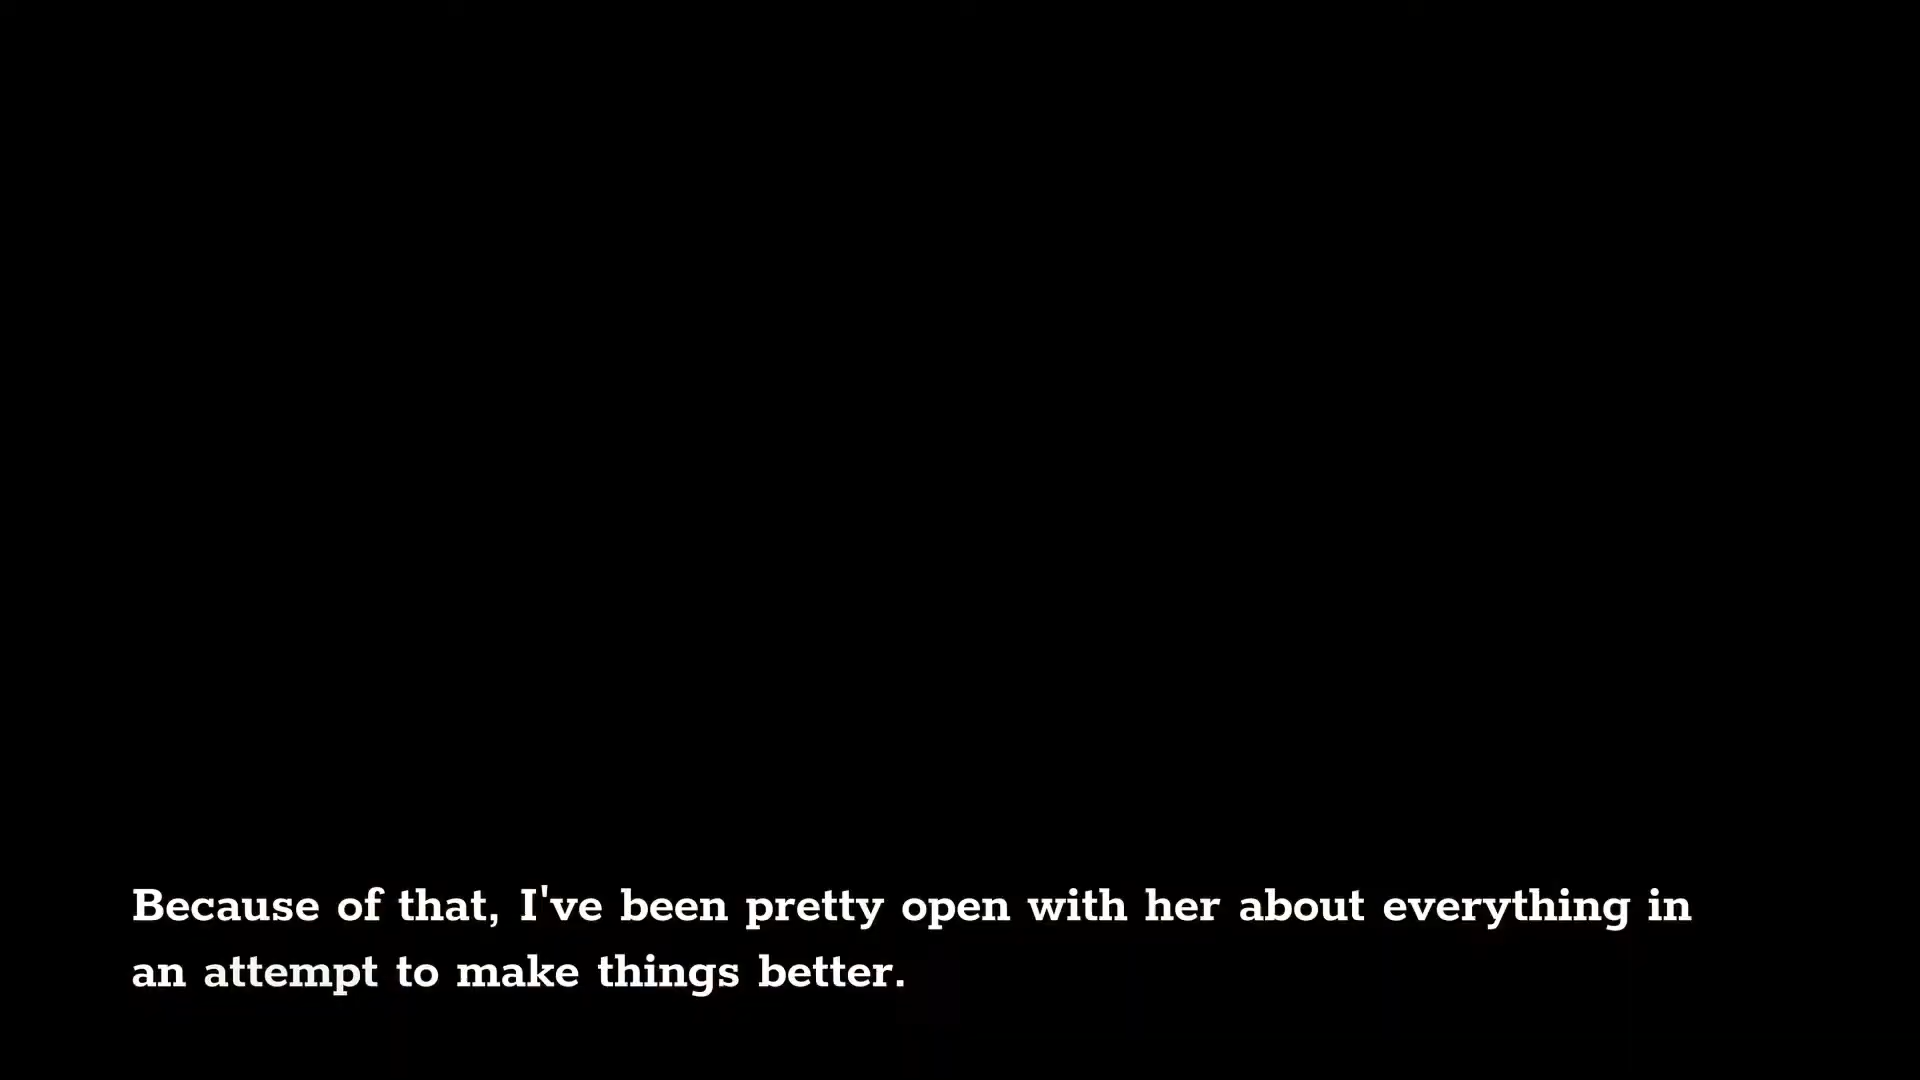 Because of that, I've been pretty open with her about everything in
an attempt to make things better.